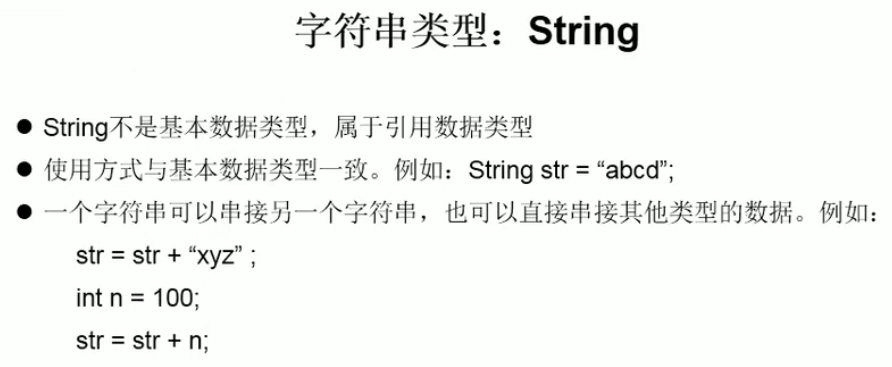 字符串类型：String
● String不是基本数据类型，属于引用数据类型
● 使用方式与基本数据类型一致。例如：String str = “abcd”;
● 一个字符串可以串接另一个字符串，也可以直接串接其他类型的数据。例如：
str = str + “xyz” ;
int n = 100;
str = str + n;